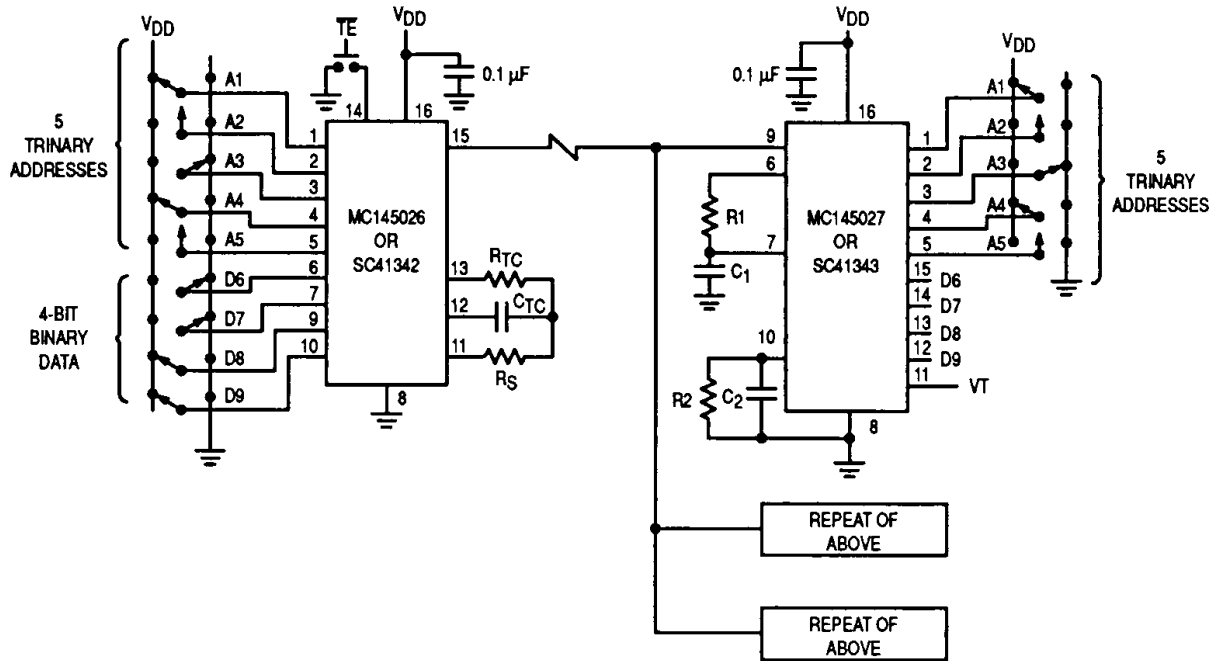 VDD
TE
VDD
0.1 µF
5
TRINARY
ADDRESSES
A1
A2
A3
A4
A5
4-BIT
BINARY
DATA
D6
D7
D8
D9
14
16
1
2
3
4
5
6
7
9
10
MC145026
OR
SC41342
15
13
12
11
8
RTC
CTC
RS
VDD
0.1 µF
16
9
6
7
10
R1
C1
R2
C2
MC145027
OR
SC41343
1
2
3
4
5
15
14
13
12
11
8
D6
D7
D8
D9
VT
VDD
A1
A2
A3
A4
A5
5
TRINARY
ADDRESSES
REPEAT OF
ABOVE
REPEAT OF
ABOVE